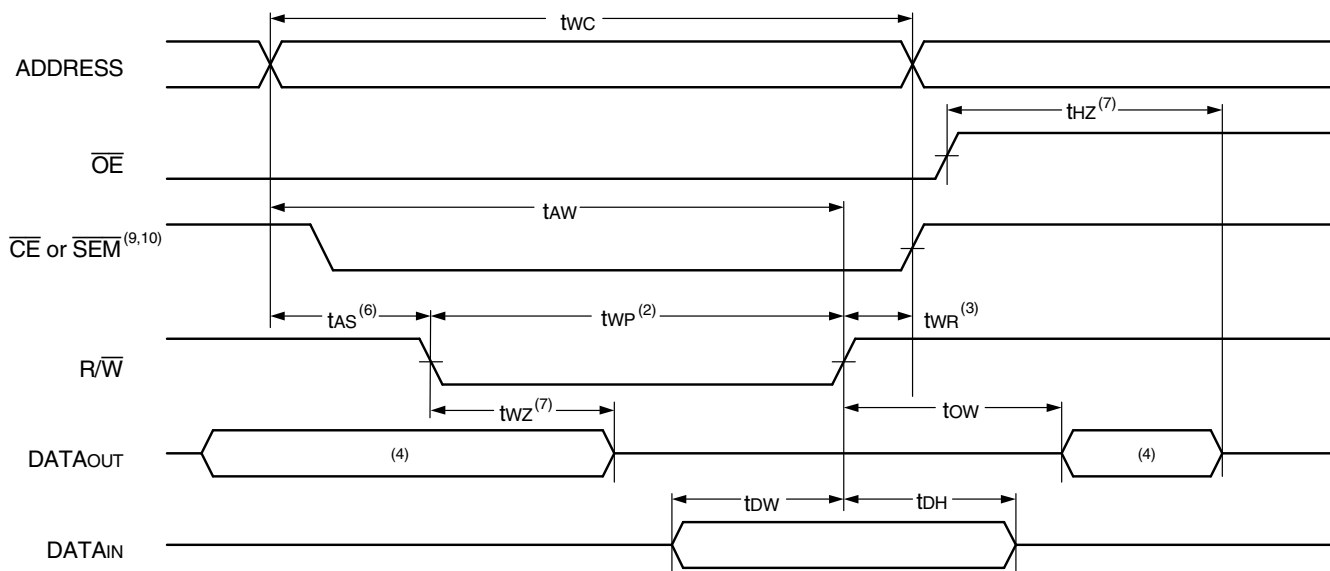 tWC
ADDRESS
tHZ(7)
OE
tAW
CE or SEM(9,10)
tAS(6) tWP(2) tWR(3)
R/W
tWZ(7) tOW
DATAOUT (4) (4)
tDW tDH
DATAIN